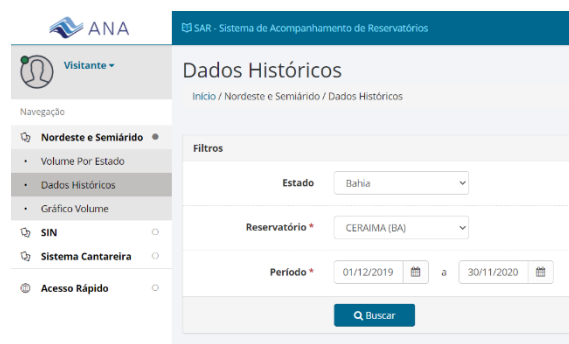 ANA
SAR - Sistema de Acompanhamento de Reservatórios
Visitante
Navegação
Nordeste e Semiárido
Volume Por Estado
Dados Históricos
Gráfico Volume
SIN
Sistema Cantareira
Acesso Rápido
Dados Históricos
Início / Nordeste e Semiárido / Dados Históricos
Filtros
Estado Bahia
Reservatório * CERAIMA (BA)
Período * 01/12/2019 a 30/11/2020
Buscar